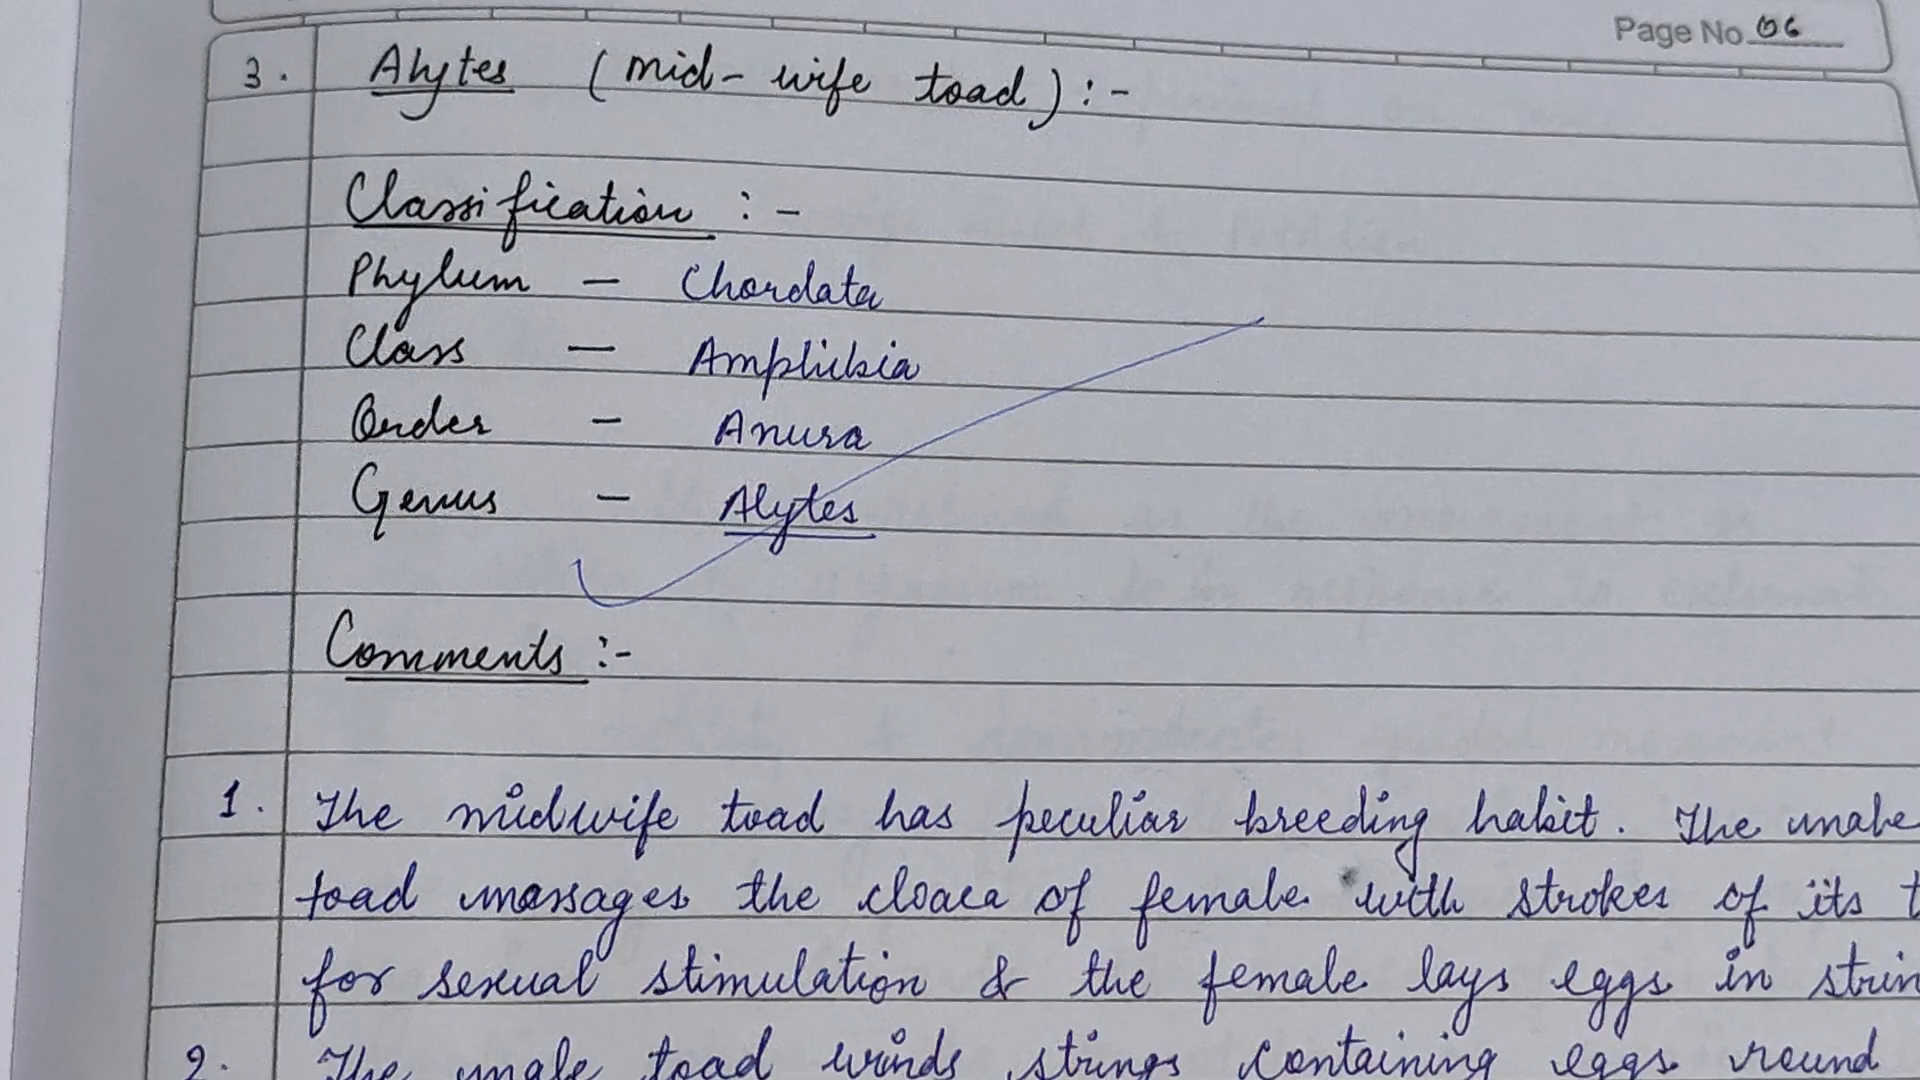 Page No. 06
3. Alytes (mid-wife toad) :-
Classification :-
Phylum - Chordata
Class - Amphibia
Order - Anura
Genus - Alytes
Comments :-
1. The midwife toad has peculiar breeding habit. The male
toad massages the cloaca of female with strokes of its
for sexual stimulation & the female lays eggs in
2. The male toad winds strings containing eggs round